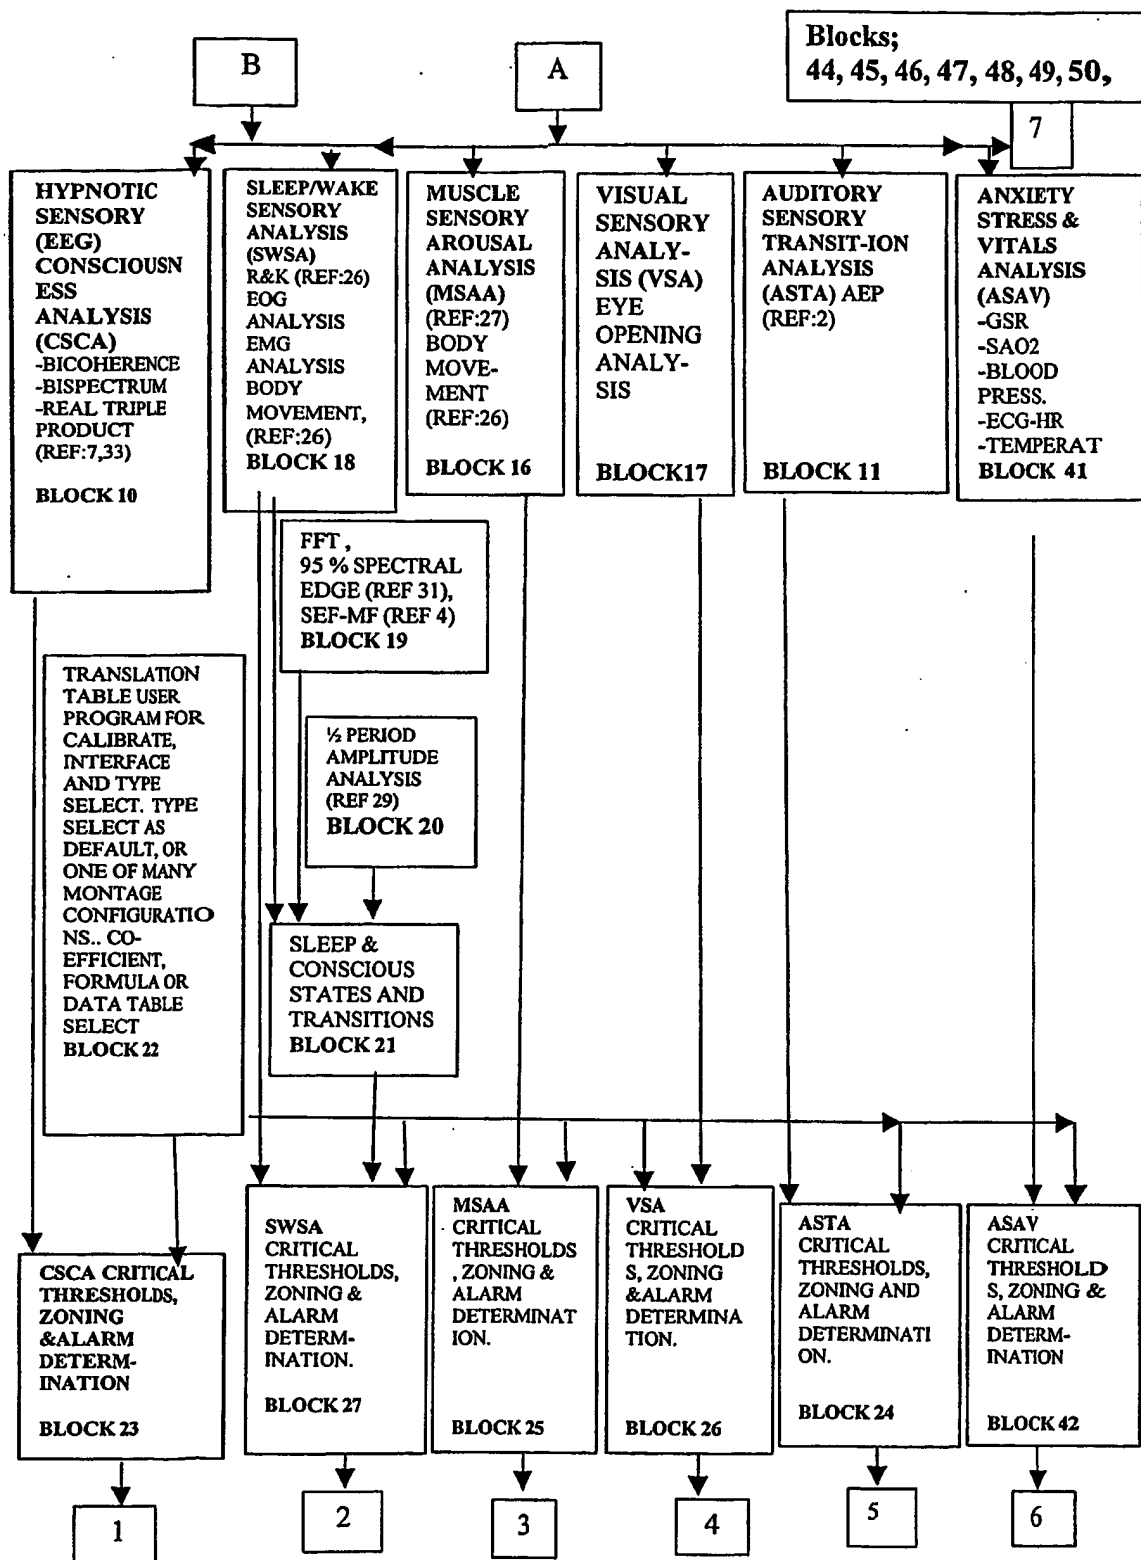 B
A
Blocks;
44, 45, 46, 47, 48, 49, 50,
7
HYPNOTIC
SENSORY
(EEG)
CONSCIOUSN
ESS
ANALYSIS
(CSCA)
-BICOHERENCE
-BISPECTRUM
-REAL TRIPLE
PRODUCT
(REF:7,33)
BLOCK 10
SLEEP/WAKE
SENSORY
ANALYSIS
(SWSA)
R&K (REF:26)
EOG
ANALYSIS
EMG
ANALYSIS
BODY
MOVEMENT,
(REF:26)
BLOCK 18
MUSCLE
SENSORY
AROUSAL
ANALYSIS
(MSAA)
(REF:27)
BODY
MOVE-
MENT
(REF:26)
BLOCK 16
VISUAL
SENSORY
ANALY-
SIS (VSA)
EYE
OPENING
ANALY-
SIS
BLOCK17
AUDITORY
SENSORY
TRANSIT-ION
ANALYSIS
(ASTA) AEP
(REF:2)
BLOCK 11
ANXIETY
STRESS &
VITALS
ANALYSIS
(ASAV)
-GSR
-SAO2
-BLOOD
PRESS.
-ECG-HR
-TEMPERAT
BLOCK 41
FFT ,
95 % SPECTRAL
EDGE (REF 31),
SEF-MF (REF 4)
BLOCK 19
TRANSLATION
TABLE USER
PROGRAM FOR
CALIBRATE,
INTERFACE
AND TYPE
SELECT. TYPE
SELECT AS
DEFAULT, OR
ONE OF MANY
MONTAGE
CONFIGURATIO
NS.. CO-
EFFICIENT,
FORMULA OR
DATA TABLE
SELECT
BLOCK 22
½ PERIOD
AMPLITUDE
ANALYSIS
(REF 29)
BLOCK 20
SLEEP &
CONSCIOUS
STATES AND
TRANSITIONS
BLOCK 21
CSCA CRITICAL
THRESHOLDS,
ZONING
&ALARM
DETERM-
INATION
BLOCK 23
SWSA
CRITICAL
THRESHOLDS,
ZONING &
ALARM
DETERM-
INATION.
BLOCK 27
MSAA
CRITICAL
THRESHOLDS
, ZONING &
ALARM
DETERMINAT
ION.
BLOCK 25
VSA
CRITICAL
THRESHOLD
S, ZONING
&ALARM
DETERMINA
TION.
BLOCK 26
ASTA
CRITICAL
THRESHOLDS,
ZONING AND
ALARM
DETERMINATI
ON.
BLOCK 24
ASAV
CRITICAL
THRESHOLD
S, ZONING &
ALARM
DETERM-
INATION
BLOCK 42
1
2
3
4
5
6